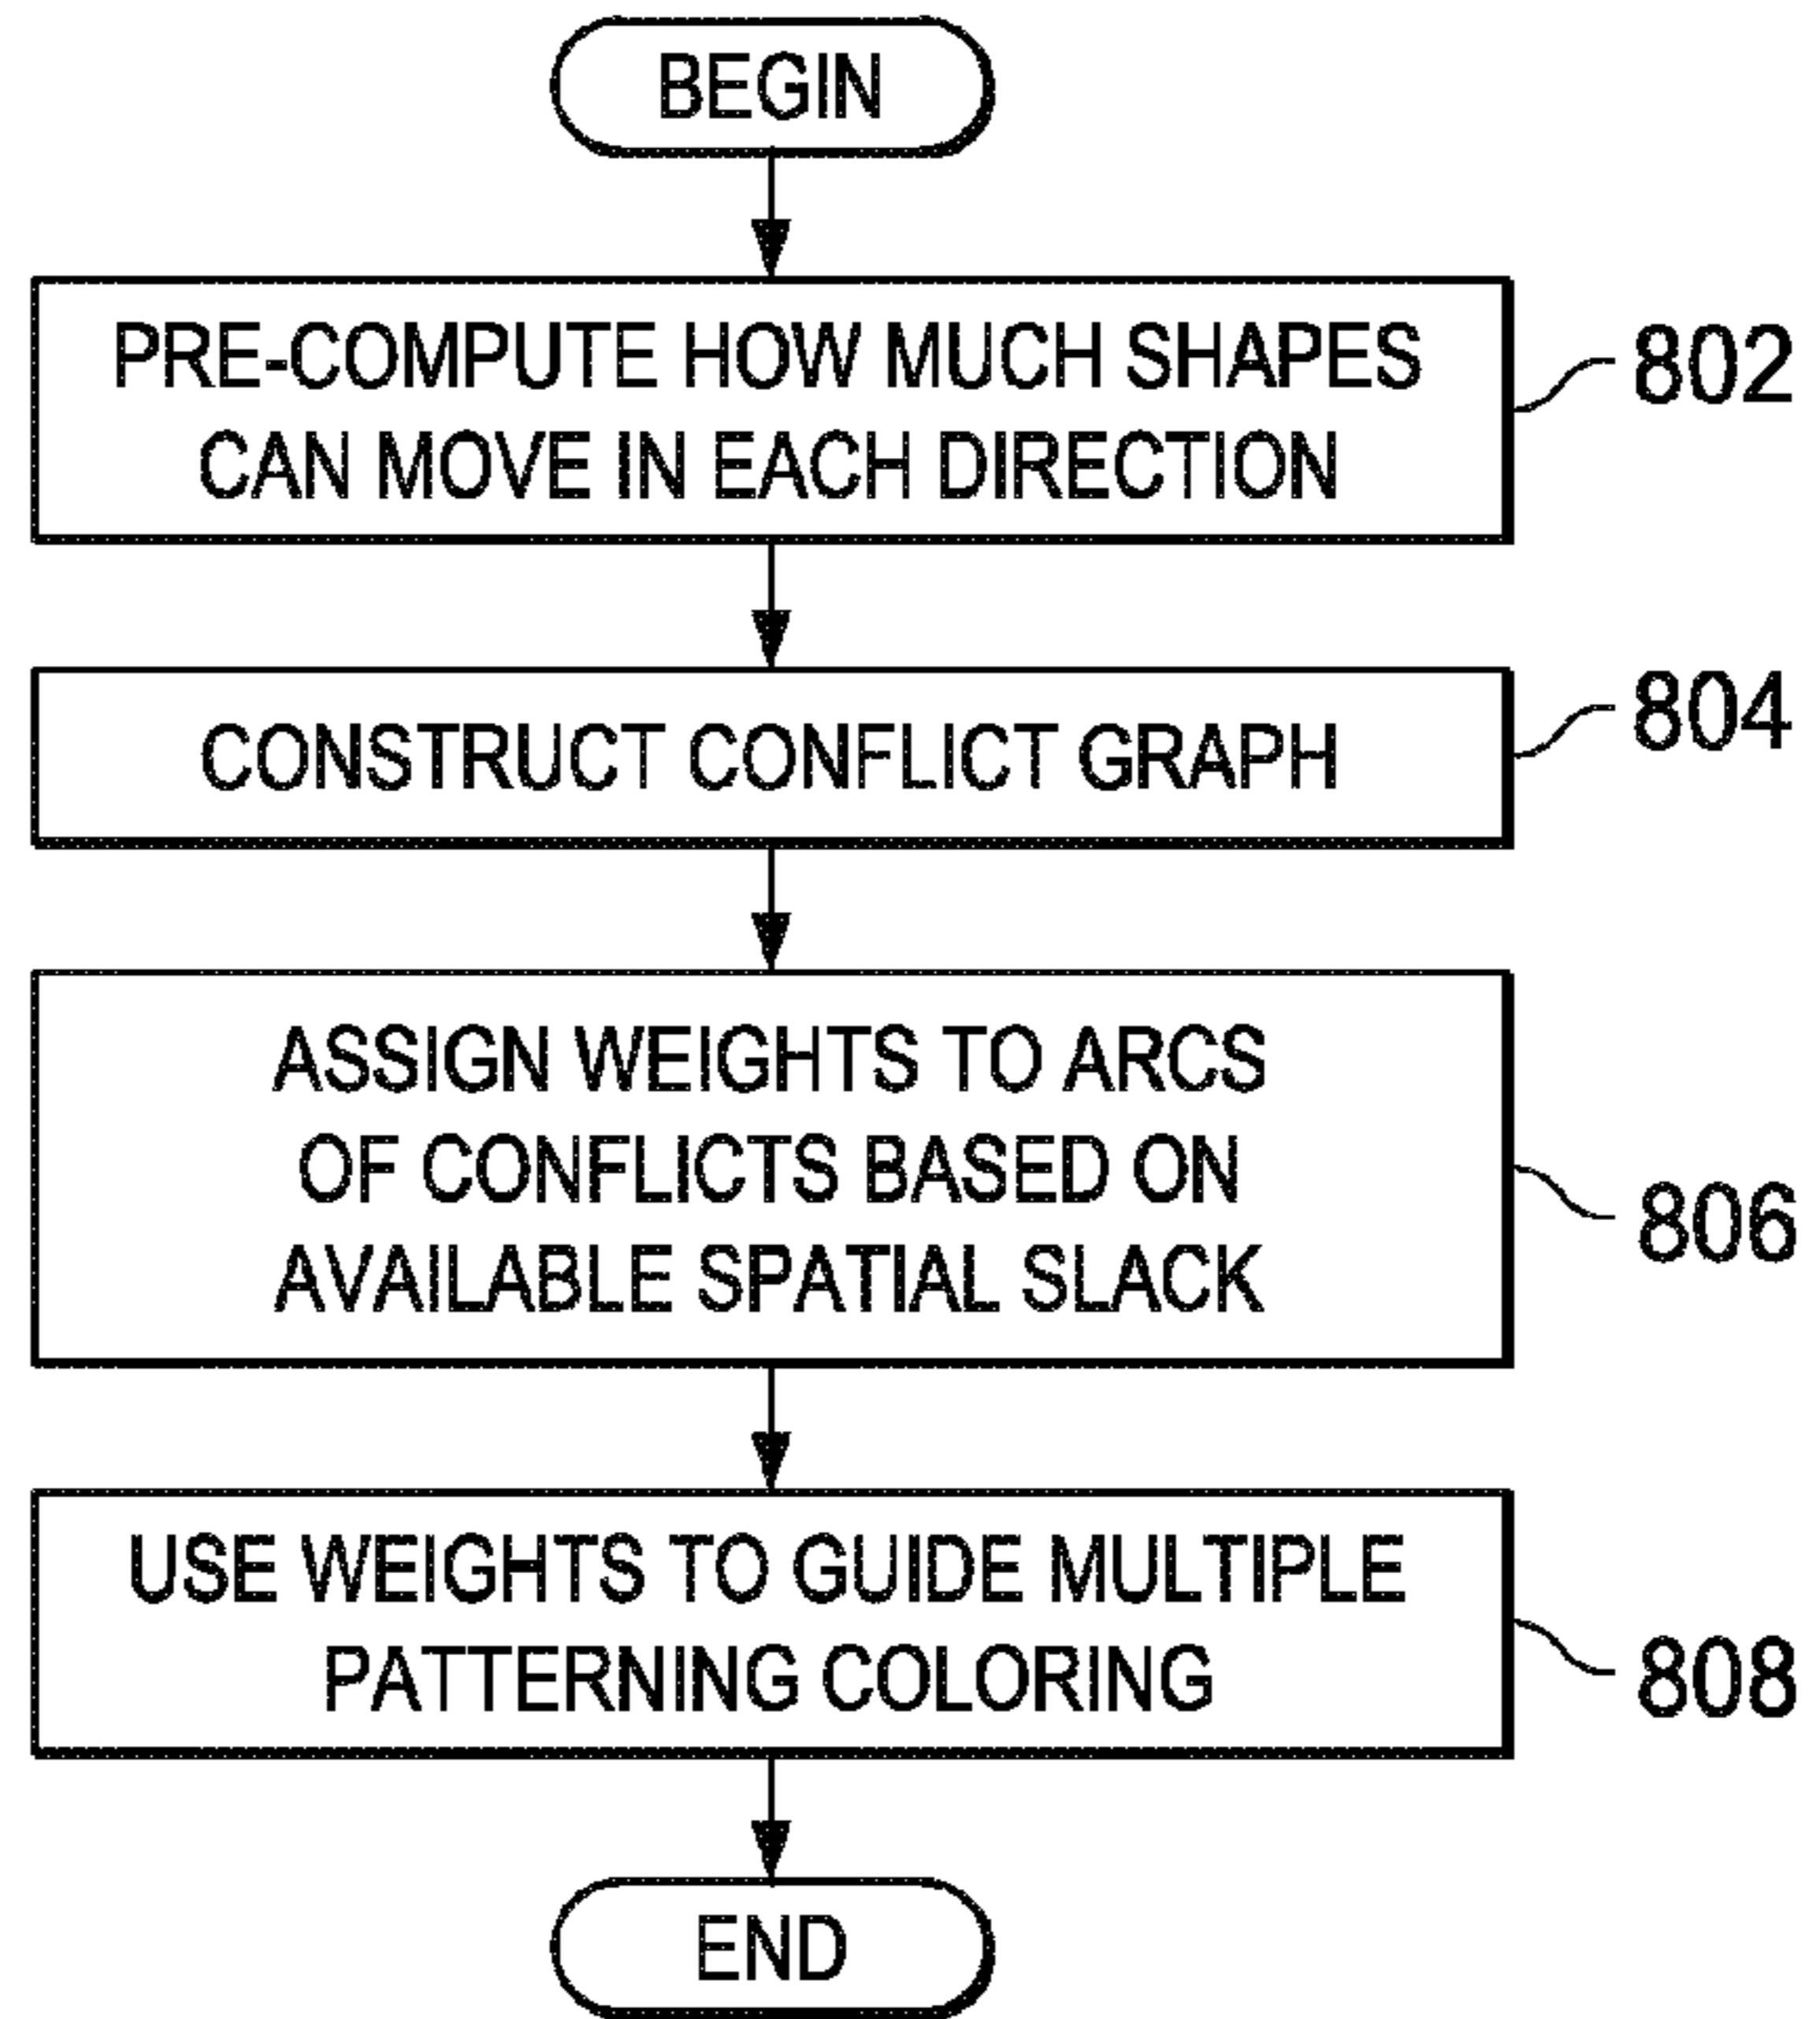 BEGIN
PRE-COMPUTE HOW MUCH SHAPES
CAN MOVE IN EACH DIRECTION
802
CONSTRUCT CONFLICT GRAPH
804
ASSIGN WEIGHTS TO ARCS
OF CONFLICTS BASED ON
AVAILABLE SPATIAL SLACK
806
USE WEIGHTS TO GUIDE MULTIPLE
PATTERNING COLORING
808
END